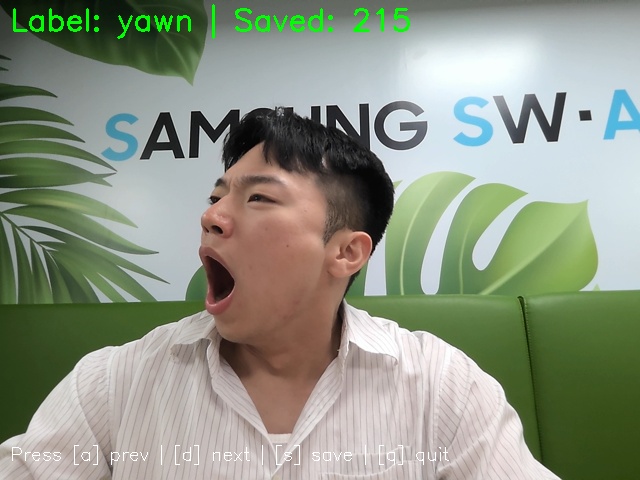 Label: yawn | Saved: 215
SAMSUNG SW·A
Press [a] prev | [d] next | [s] save | [q] quit